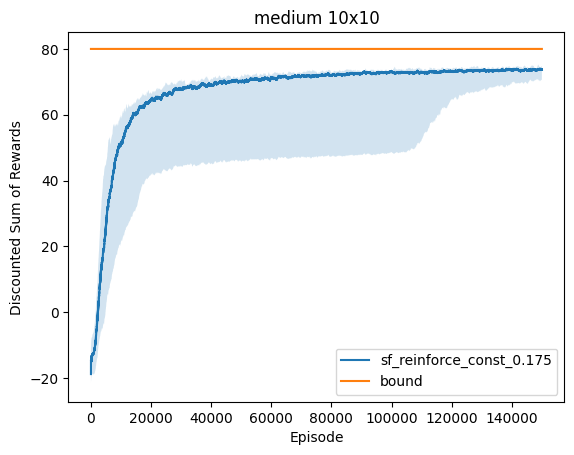 medium 10x10
Discounted Sum of Rewards
80
60
40
20
0
−20
0 20000 40000 60000 80000 100000 120000 140000
Episode
sf_reinforce_const_0.175
bound